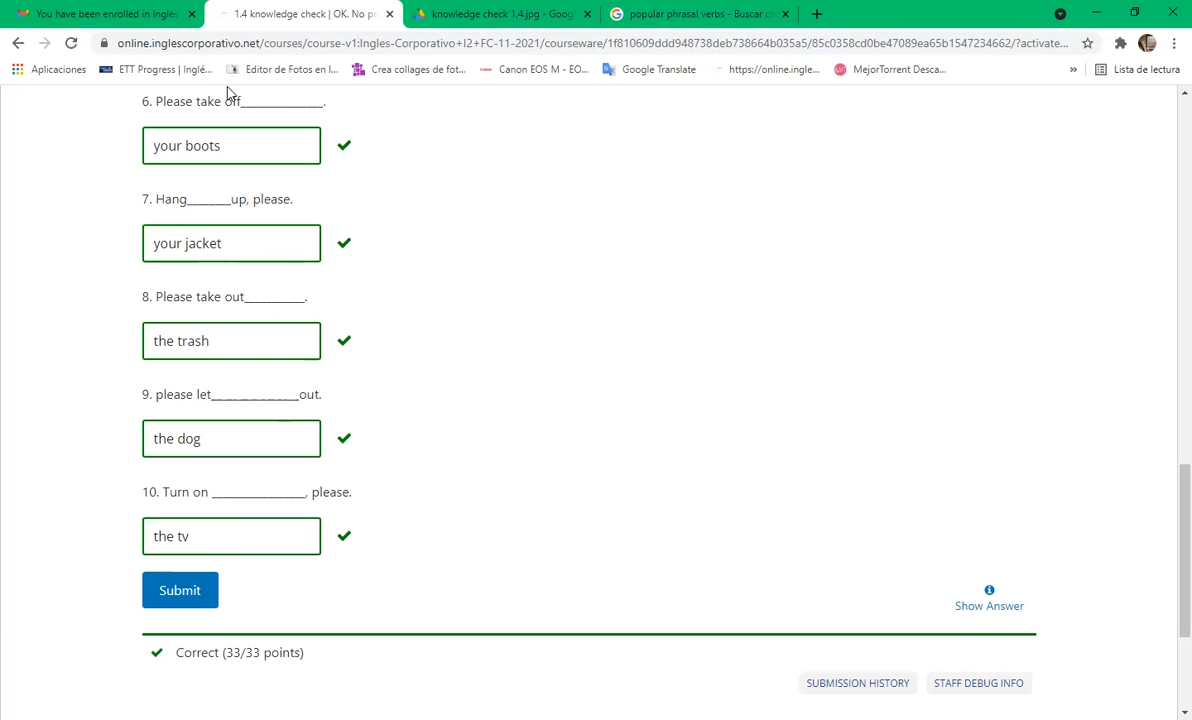 You have been enrolled in Inglés
1.4 knowledge check | OK. No pr
knowledge check 1.4.jpg - Goog
popular phrasal verbs - Buscar co
online.inglescorporativo.net/courses/course-v1:Ingles-Corporativo+I2+FC-11-2021/courseware/1f810609ddd948738deb738664b035a5/85c0358cd0be47089ea65b1547234662/?activate...
Aplicaciones
ETT Progress | Inglé...
Editor de Fotos en l...
Crea collages de fot...
Canon EOS M - EO...
Google Translate
https://online.ingle...
MejorTorrent Desca...
»
Lista de lectura
6. Please take off____________.
your boots
7. Hang______up, please.
your jacket
8. Please take out_________.
the trash
9. please let_____________out.
the dog
10. Turn on ______________, please.
the tv
Submit
Show Answer
Correct (33/33 points)
SUBMISSION HISTORY
STAFF DEBUG INFO